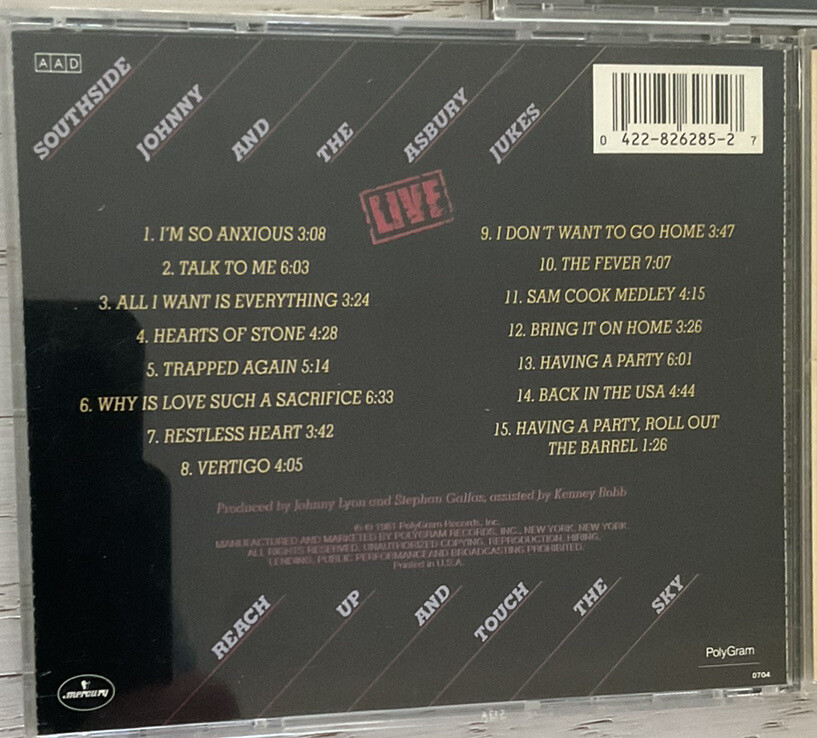 AAD
SOUTHSIDE JOHNNY AND THE ASBURY JUKES
0 422-826285-2 7
LIVE
1. I'M SO ANXIOUS 3:08
2. TALK TO ME 6:03
3. ALL I WANT IS EVERYTHING 3:24
4. HEARTS OF STONE 4:28
5. TRAPPED AGAIN 5:14
6. WHY IS LOVE SUCH A SACRIFICE 6:33
7. RESTLESS HEART 3:42
8. VERTIGO 4:05
9. I DON'T WANT TO GO HOME 3:47
10. THE FEVER 7:07
11. SAM COOK MEDLEY 4:15
12. BRING IT ON HOME 3:26
13. HAVING A PARTY 6:01
14. BACK IN THE USA 4:44
15. HAVING A PARTY, ROLL OUT
THE BARREL 1:26
Produced by Johnny Lyon and Stephan Galfas, assisted by Kenney Robb
℗ © 1981 PolyGram Records, Inc.
MANUFACTURED AND MARKETED BY POLYGRAM RECORDS, INC., NEW YORK, NEW YORK.
ALL RIGHTS RESERVED. UNAUTHORIZED COPYING, REPRODUCTION, HIRING,
LENDING, PUBLIC PERFORMANCE AND BROADCASTING PROHIBITED.
Printed in U.S.A.
REACH UP AND TOUCH THE SKY
mercury
PolyGram
0704